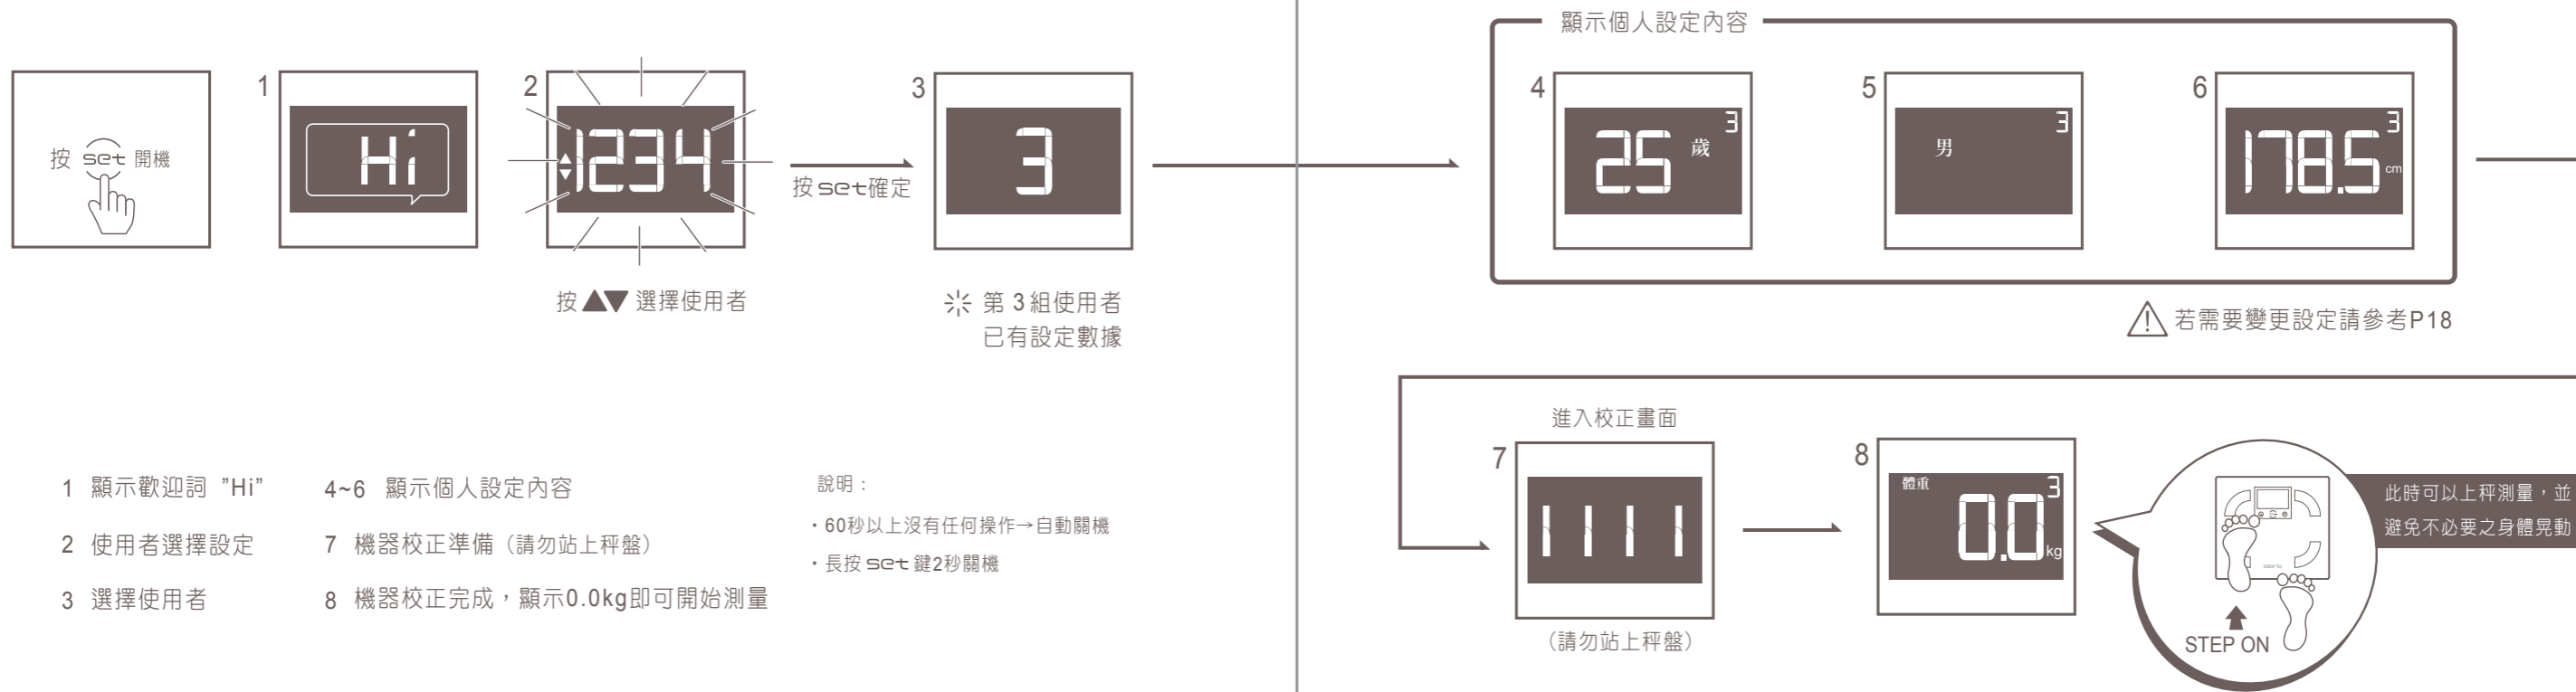 按 set 開機
1
Hi
2
1234
按▲▼選擇使用者
按 set確定
3
3
第 3 組使用者
已有設定數據
顯示個人設定內容
4
25 歲 3
5
男 3
6
178.5 cm 3
若需要變更設定請參考P18
1 顯示歡迎詞 ”Hi”
2 使用者選擇設定
3 選擇使用者
4~6 顯示個人設定內容
7 機器校正準備（請勿站上秤盤）
8 機器校正完成，顯示0.0kg即可開始測量
說明：
・60秒以上沒有任何操作→自動關機
・長按 set 鍵2秒關機
進入校正畫面
7
1111
（請勿站上秤盤）
8
體重 3
0.0 kg
STEP ON
此時可以上秤測量，並
避免不必要之身體晃動